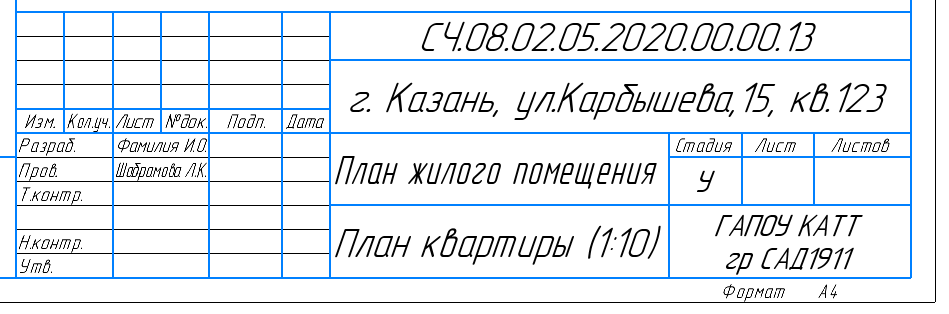 СЧ.08.02.05.2020.00.00.13
г. Казань, ул.Карбышева,15, кв.123
Изм. Кол.уч. Лист №док. Подп. Дата
Разраб. Фамилия И.О.
Пров. Шабрамова Л.К.
Т.контр.
Н.контр.
Утв.
План жилого помещения
Стадия Лист Листов
У
План квартиры (1:10)
ГАПОУ КАТТ
гр САД1911
Формат А4